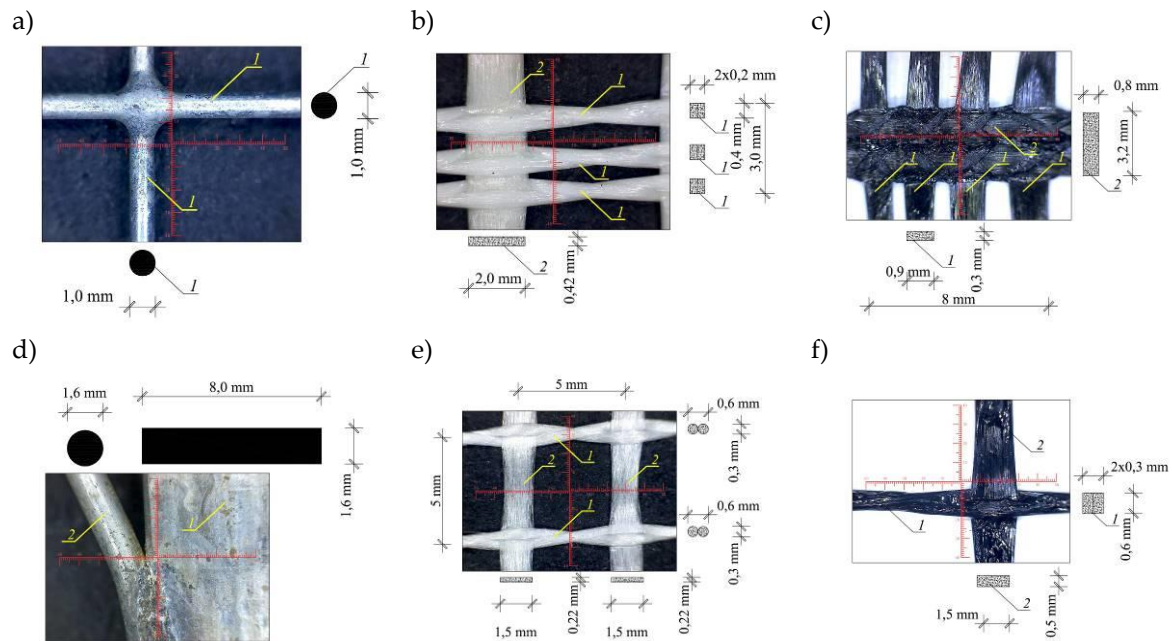 a)
1
1
1,0 mm
1
1
1,0 mm
b)
2
1
1
1
2x0,2 mm
1
1
1
0,4 mm
3,0 mm
2
2,0 mm
0,42 mm
c)
2
1
1
1
1
0,8 mm
3,2 mm
2
1
0,9 mm
0,3 mm
8 mm
d)
1,6 mm
8,0 mm
1,6 mm
2
1
e)
5 mm
5 mm
1
2
2
1
0,6 mm
0,3 mm
0,6 mm
0,3 mm
1,5 mm
0,22 mm
1,5 mm
0,22 mm
f)
2
1
2x0,3 mm
1
0,6 mm
2
1,5 mm
0,5 mm